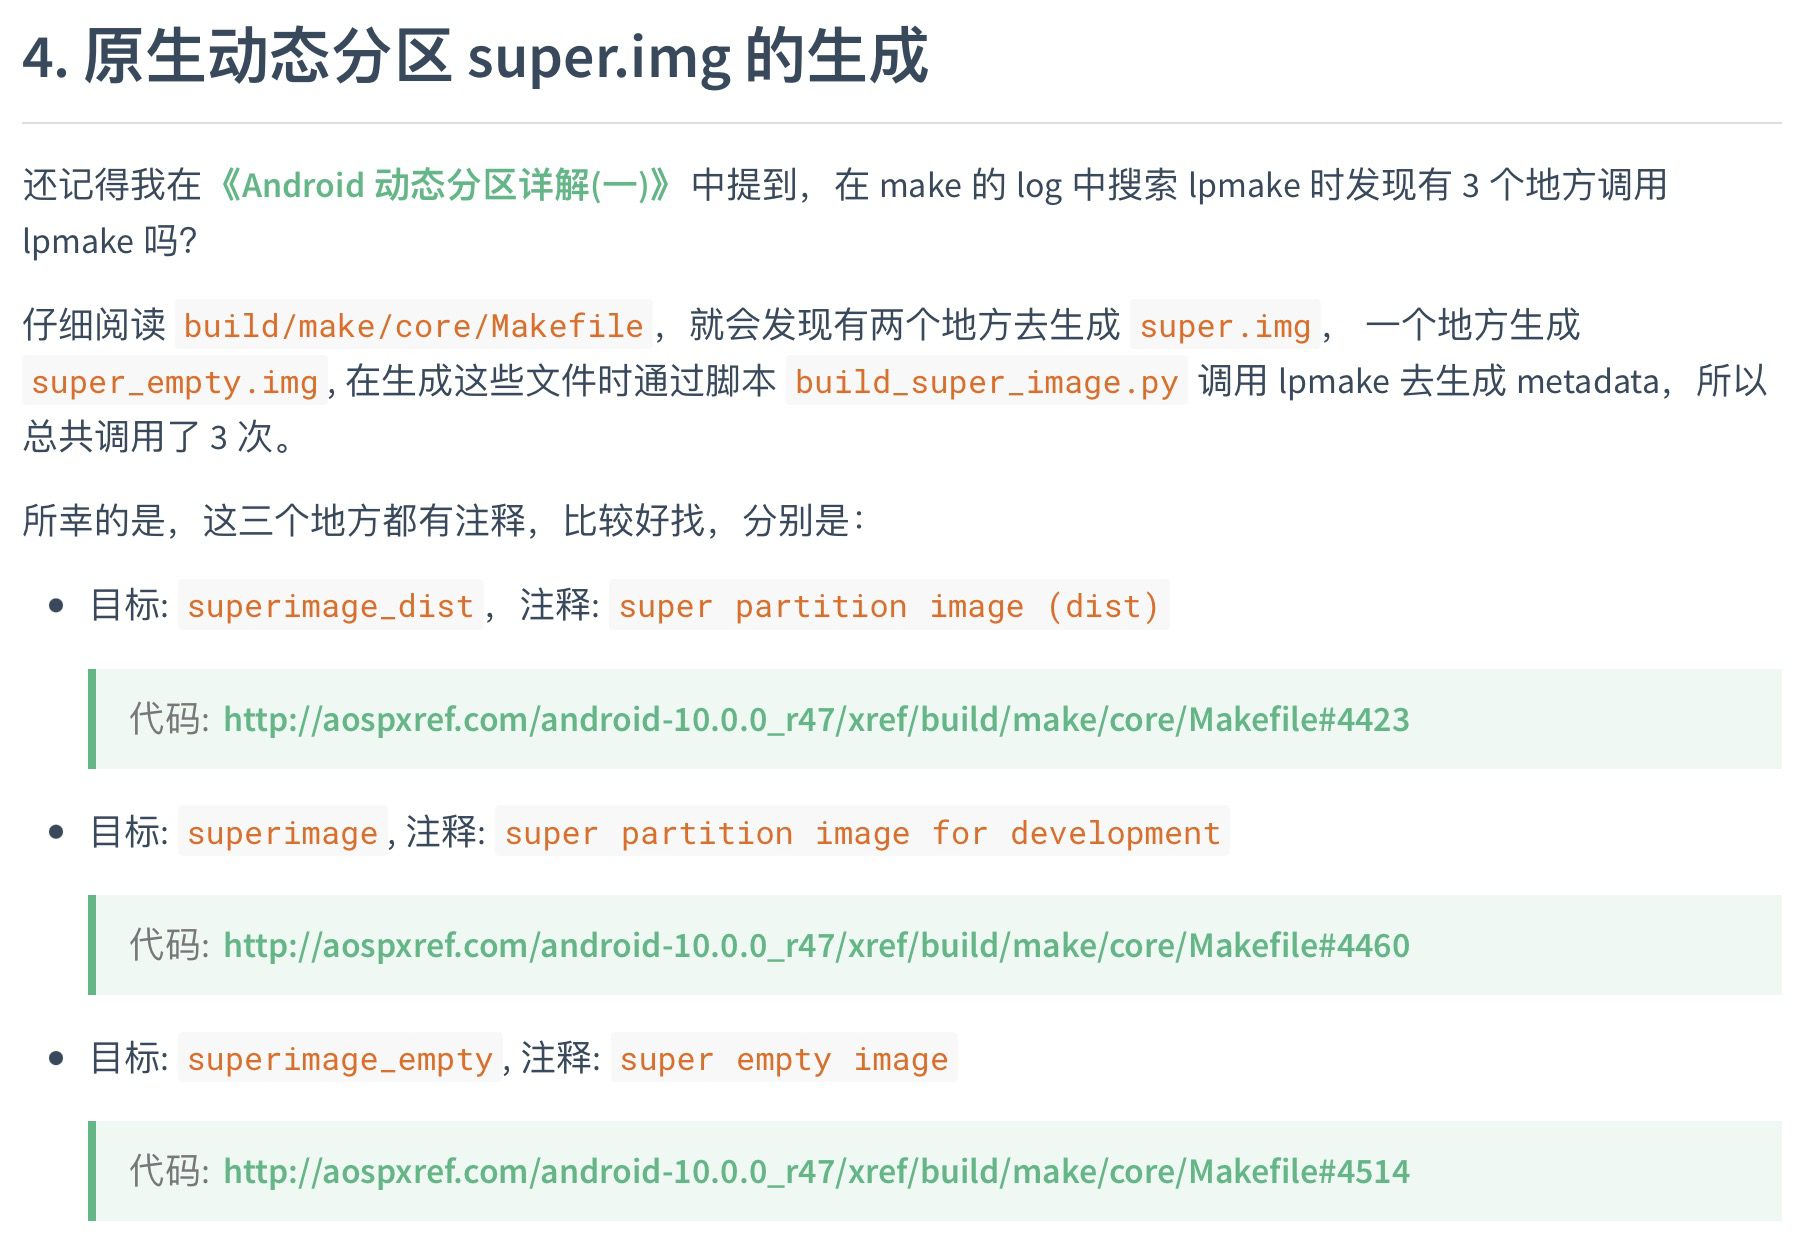 4. 原生动态分区 super.img 的生成
还记得我在《Android 动态分区详解(一)》中提到，在 make 的 log 中搜索 lpmake 时发现有 3 个地方调用
lpmake 吗？
仔细阅读 build/make/core/Makefile，就会发现有两个地方去生成 super.img， 一个地方生成
super_empty.img, 在生成这些文件时通过脚本 build_super_image.py 调用 lpmake 去生成 metadata，所以
总共调用了 3 次。
所幸的是，这三个地方都有注释，比较好找，分别是：
• 目标: superimage_dist，注释: super partition image (dist)
代码: http://aospxref.com/android-10.0.0_r47/xref/build/make/core/Makefile#4423
• 目标: superimage, 注释: super partition image for development
代码: http://aospxref.com/android-10.0.0_r47/xref/build/make/core/Makefile#4460
• 目标: superimage_empty, 注释: super empty image
代码: http://aospxref.com/android-10.0.0_r47/xref/build/make/core/Makefile#4514